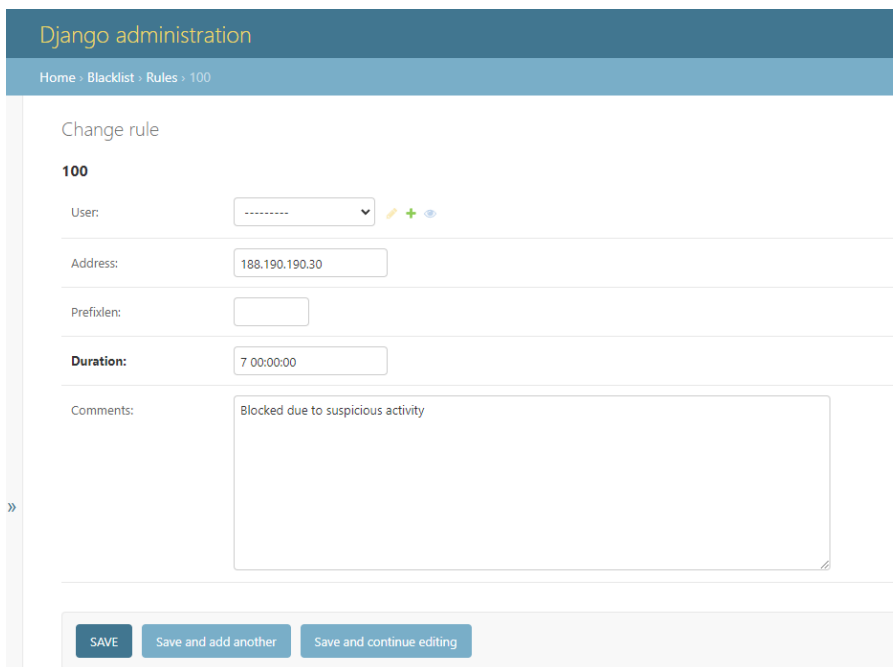 Django administration
Home › Blacklist › Rules › 100
Change rule
100
User: ---------
Address: 188.190.190.30
Prefixlen:
Duration: 7 00:00:00
Comments: Blocked due to suspicious activity
»
SAVE Save and add another Save and continue editing